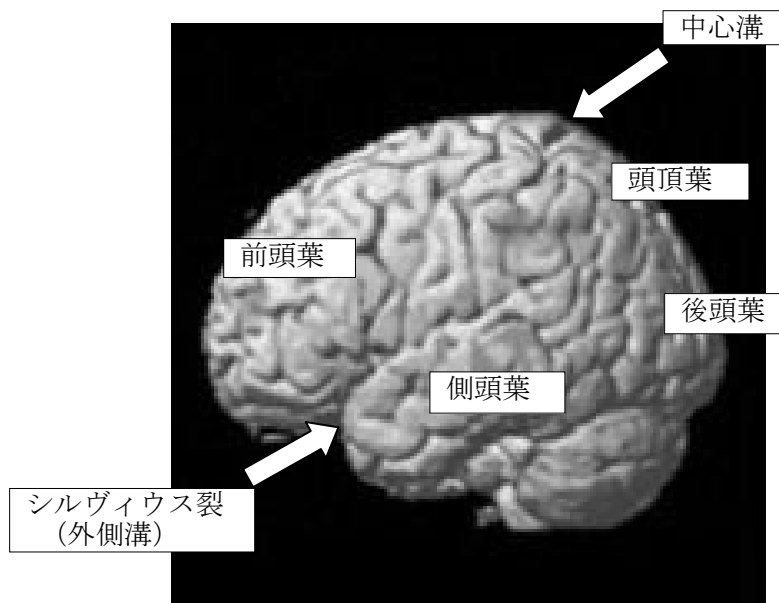 中心溝
頭頂葉
前頭葉
後頭葉
側頭葉
シルヴィウス裂
（外側溝）